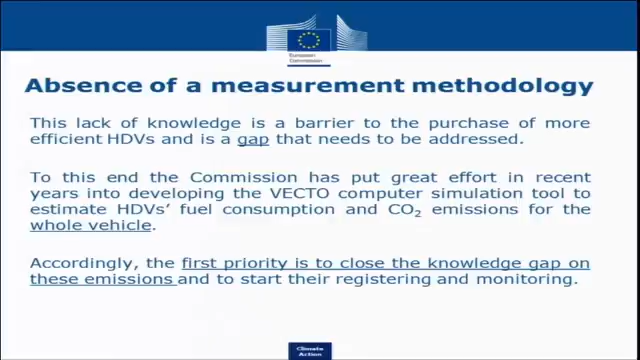 European
Commission
Absence of a measurement methodology
This lack of knowledge is a barrier to the purchase of more
efficient HDVs and is a gap that needs to be addressed.
To this end the Commission has put great effort in recent
years into developing the VECTO computer simulation tool to
estimate HDVs' fuel consumption and CO₂ emissions for the
whole vehicle.
Accordingly, the first priority is to close the knowledge gap on
these emissions and to start their registering and monitoring.
Climate
Action